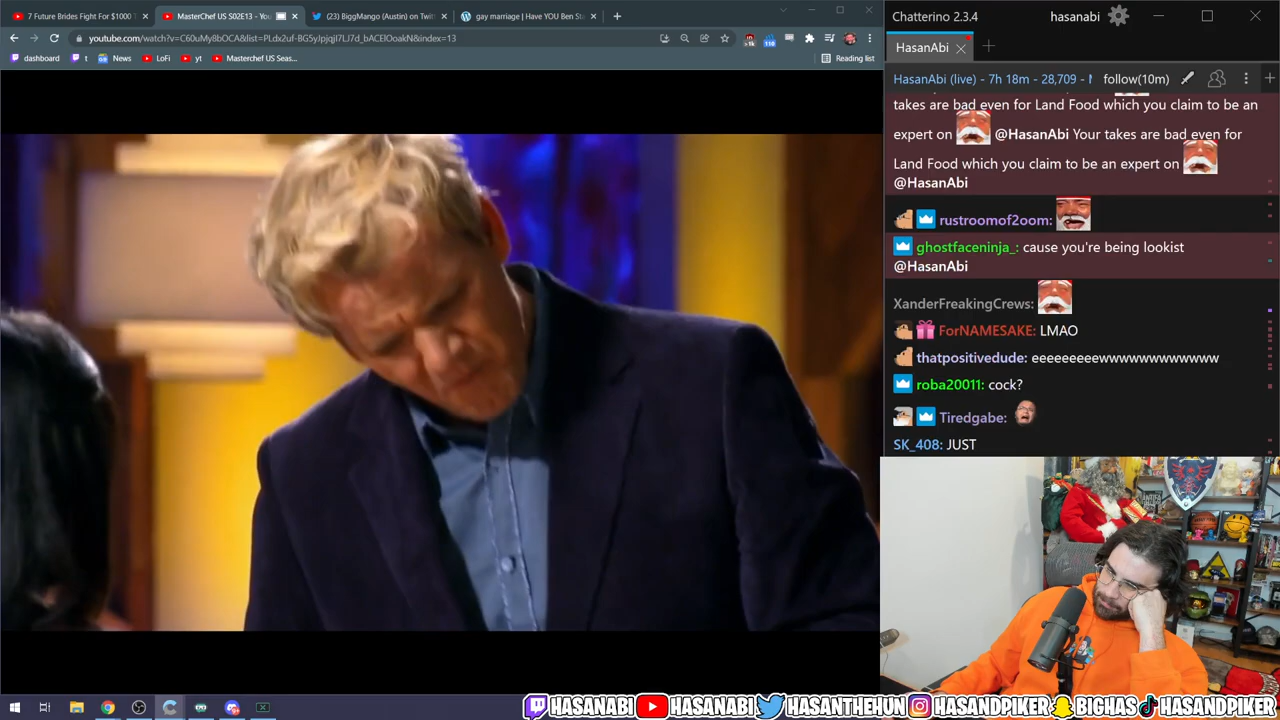 7 Future Brides Fight For $1000
MasterChef US S02E13 - You
(23) BiggMango (Austin) on Twi
gay marriage | Have YOU Ben Sta
Chatterino 2.3.4
hasanabi
youtube.com/watch?v=C60uMy8bOCA&list=PLdx2uf-BG5yJpjqjI7LJ7d_bACElOoakN&index=13
dashboard
t
News
LoFi
yt
Masterchef US Seas...
Reading list
HasanAbi
HasanAbi (live) - 7h 18m - 28,709 -
follow(10m)
takes are bad even for Land Food which you claim to be an
expert on @HasanAbi Your takes are bad even for
Land Food which you claim to be an expert on
@HasanAbi
rustroomof2oom:
ghostfaceninja_: cause you're being lookist
@HasanAbi
XanderFreakingCrews:
ForNAMESAKE: LMAO
thatpositivedude: eeeeeeeeewwwwwwwwwwww
roba20011: cock?
Tiredgabe:
SK_408: JUST
HASANABI HASANABI HASANTHEHUN HASANDPIKER BIGHAS HASANDPIKER